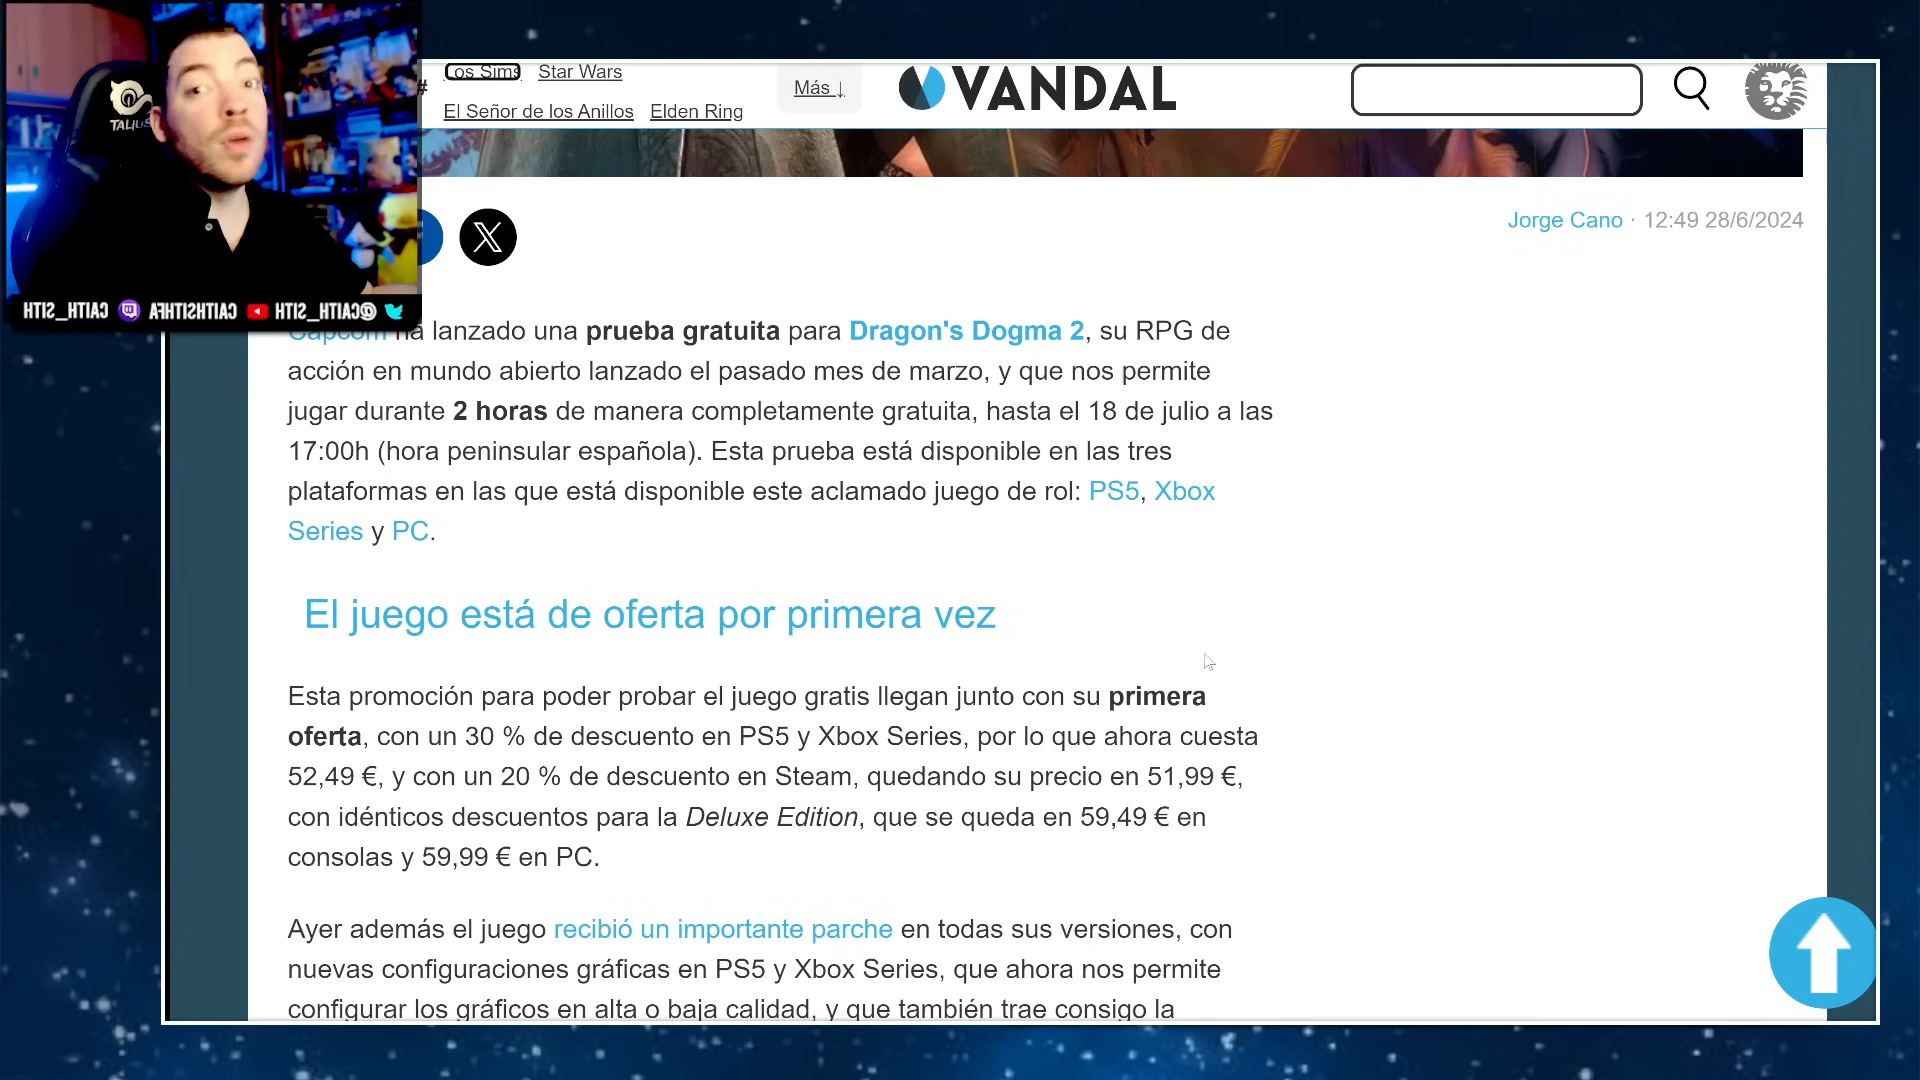 TALIUS
HTIS_HTIAC
AFHTISHTIAC
HTIS_HTIAC@
#
Los Sims
Star Wars
El Señor de los Anillos
Elden Ring
Más ↓
VANDAL
Jorge Cano · 12:49 28/6/2024
Capcom ha lanzado una prueba gratuita para Dragon's Dogma 2, su RPG de
acción en mundo abierto lanzado el pasado mes de marzo, y que nos permite
jugar durante 2 horas de manera completamente gratuita, hasta el 18 de julio a las
17:00h (hora peninsular española). Esta prueba está disponible en las tres
plataformas en las que está disponible este aclamado juego de rol: PS5, Xbox
Series y PC.
El juego está de oferta por primera vez
Esta promoción para poder probar el juego gratis llegan junto con su primera
oferta, con un 30 % de descuento en PS5 y Xbox Series, por lo que ahora cuesta
52,49 €, y con un 20 % de descuento en Steam, quedando su precio en 51,99 €,
con idénticos descuentos para la Deluxe Edition, que se queda en 59,49 € en
consolas y 59,99 € en PC.
Ayer además el juego recibió un importante parche en todas sus versiones, con
nuevas configuraciones gráficas en PS5 y Xbox Series, que ahora nos permite
configurar los gráficos en alta o baja calidad, y que también trae consigo la